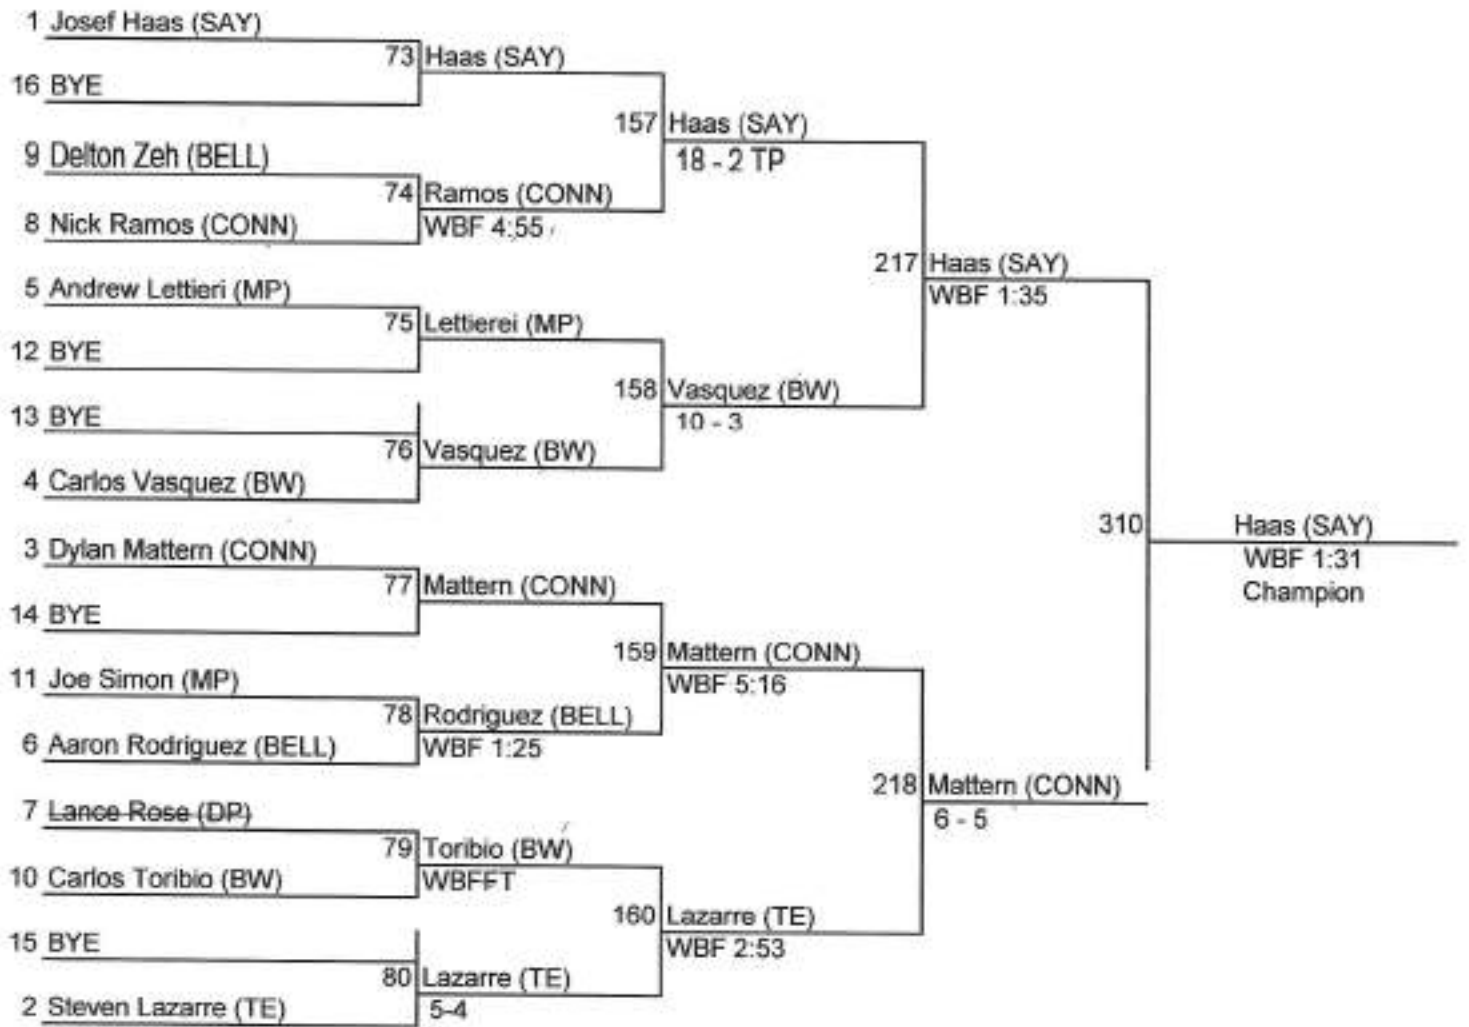 1 Josef Haas (SAY)
73 Haas (SAY)
16 BYE
157 Haas (SAY)
18 - 2 TP
9 Delton Zeh (BELL)
74 Ramos (CONN)
WBF 4:55
8 Nick Ramos (CONN)
217 Haas (SAY)
WBF 1:35
5 Andrew Lettieri (MP)
75 Lettierei (MP)
12 BYE
158 Vasquez (BW)
10 - 3
13 BYE
76 Vasquez (BW)
4 Carlos Vasquez (BW)
310 Haas (SAY)
WBF 1:31
Champion
3 Dylan Mattern (CONN)
77 Mattern (CONN)
14 BYE
159 Mattern (CONN)
WBF 5:16
11 Joe Simon (MP)
78 Rodriguez (BELL)
WBF 1:25
6 Aaron Rodriguez (BELL)
218 Mattern (CONN)
6 - 5
7 Lance Rose (DP)
79 Toribio (BW)
WBFFT
10 Carlos Toribio (BW)
160 Lazarre (TE)
WBF 2:53
15 BYE
80 Lazarre (TE)
5-4
2 Steven Lazarre (TE)